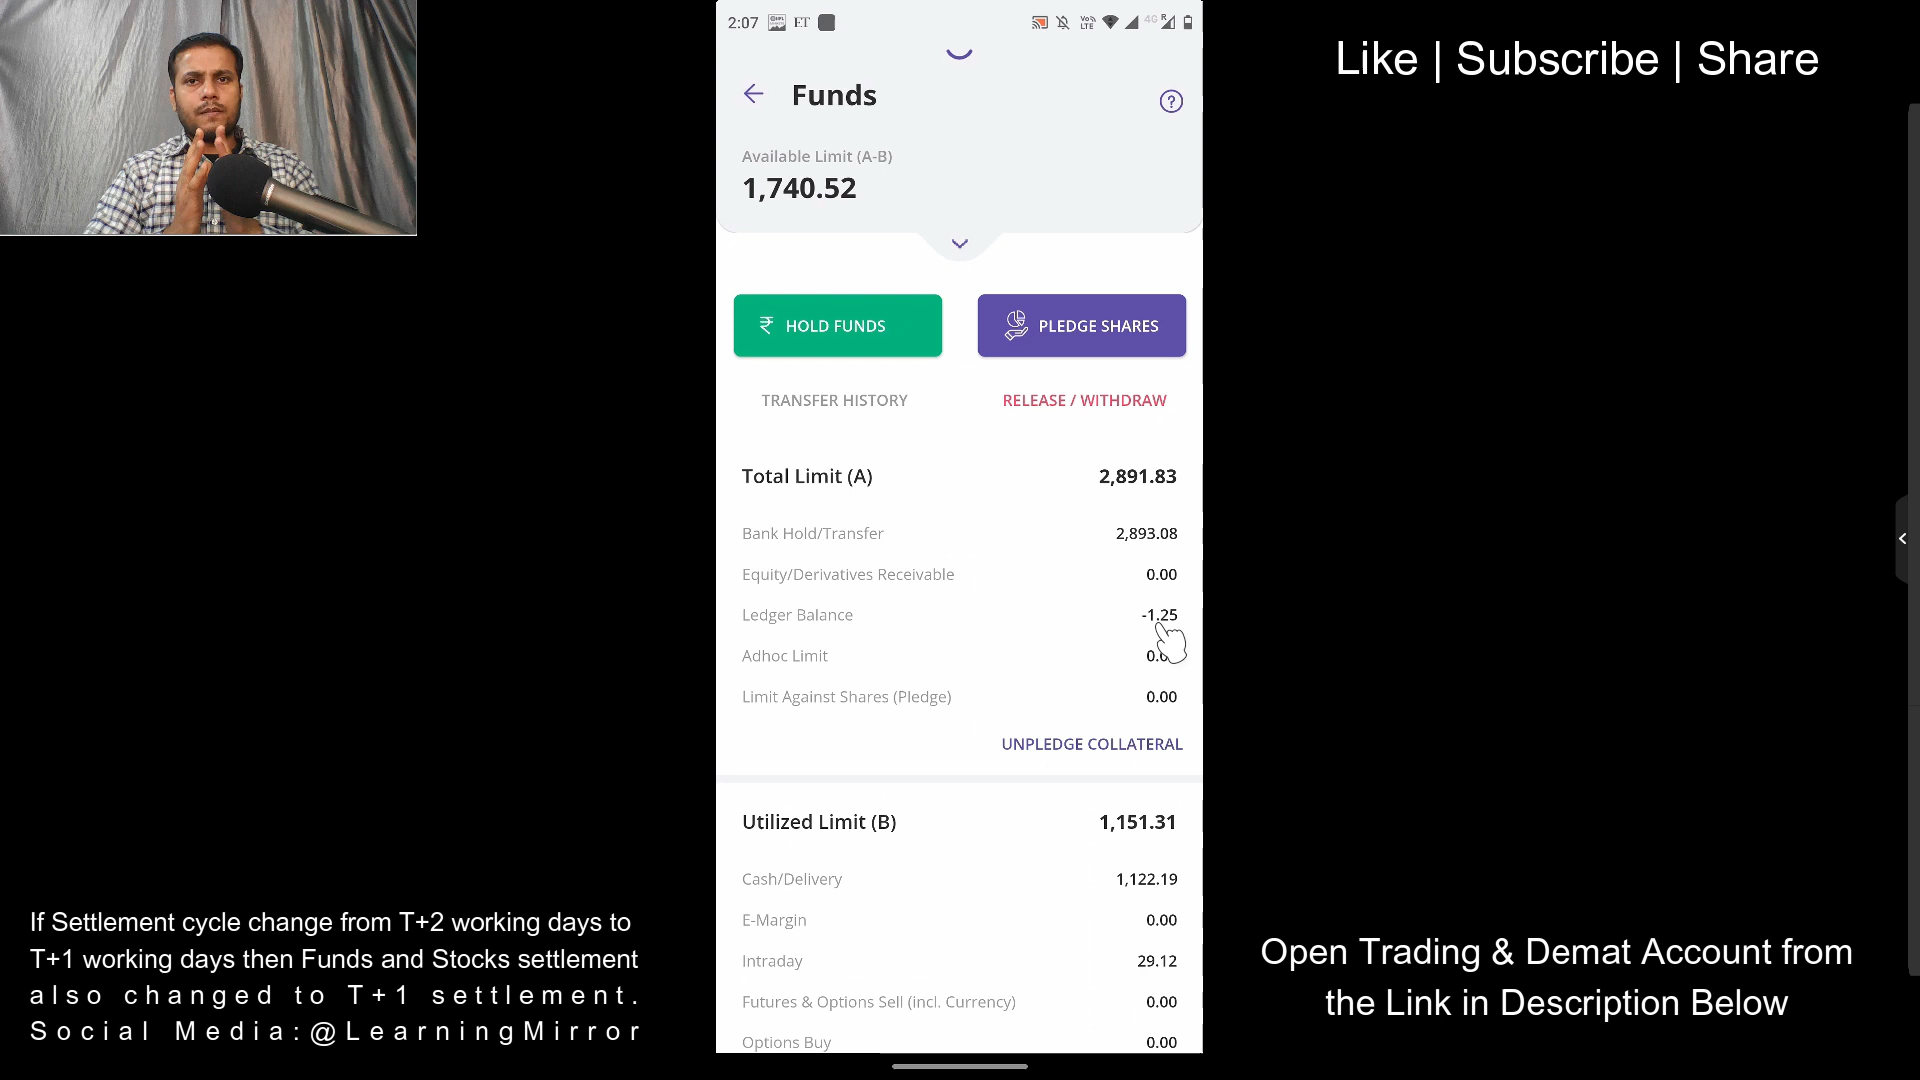 2:07 ET
4G R
Vo
LTE
Like | Subscribe | Share
Funds
?
Available Limit (A-B)
1,740.52
₹ HOLD FUNDS
PLEDGE SHARES
TRANSFER HISTORY
RELEASE / WITHDRAW
Total Limit (A) 2,891.83
Bank Hold/Transfer 2,893.08
Equity/Derivatives Receivable 0.00
Ledger Balance -1.25
Adhoc Limit
Limit Against Shares (Pledge) 0.00
UNPLEDGE COLLATERAL
Utilized Limit (B) 1,151.31
Cash/Delivery 1,122.19
E-Margin 0.00
Intraday 29.12
Futures & Options Sell (incl. Currency) 0.00
Options Buy 0.00
If Settlement cycle change from T+2 working days to
T+1 working days then Funds and Stocks settlement
also changed to T+1 settlement.
Social Media:@LearningMirror
Open Trading & Demat Account from
the Link in Description Below